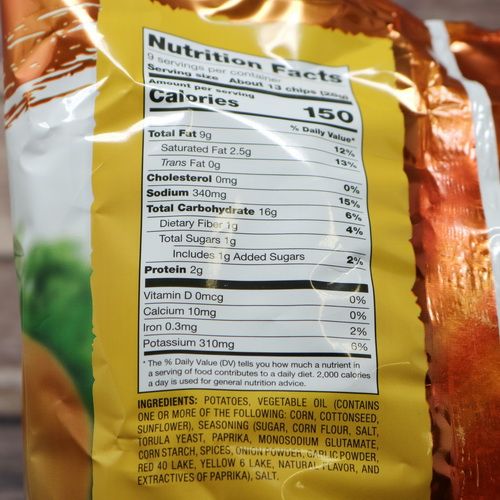 Nutrition Facts
9 servings per container
Serving size About 13 chips (28g)
Amount per serving
Calories 150
% Daily Value*
Total Fat 9g 12%
Saturated Fat 2.5g 13%
Trans Fat 0g
Cholesterol 0mg 0%
Sodium 340mg 15%
Total Carbohydrate 16g 6%
Dietary Fiber 1g 4%
Total Sugars 1g
Includes 1g Added Sugars 2%
Protein 2g
Vitamin D 0mcg 0%
Calcium 10mg 0%
Iron 0.3mg 2%
Potassium 310mg 6%
* The % Daily Value (DV) tells you how much a nutrient in
a serving of food contributes to a daily diet. 2,000 calories
a day is used for general nutrition advice.
INGREDIENTS: POTATOES, VEGETABLE OIL (CONTAINS
ONE OR MORE OF THE FOLLOWING: CORN, COTTONSEED,
SUNFLOWER), SEASONING (SUGAR, CORN FLOUR, SALT,
TORULA YEAST, PAPRIKA, MONOSODIUM GLUTAMATE,
CORN STARCH, SPICES, ONION POWDER, GARLIC POWDER,
RED 40 LAKE, YELLOW 6 LAKE, NATURAL FLAVOR, AND
EXTRACTIVES OF PAPRIKA), SALT.